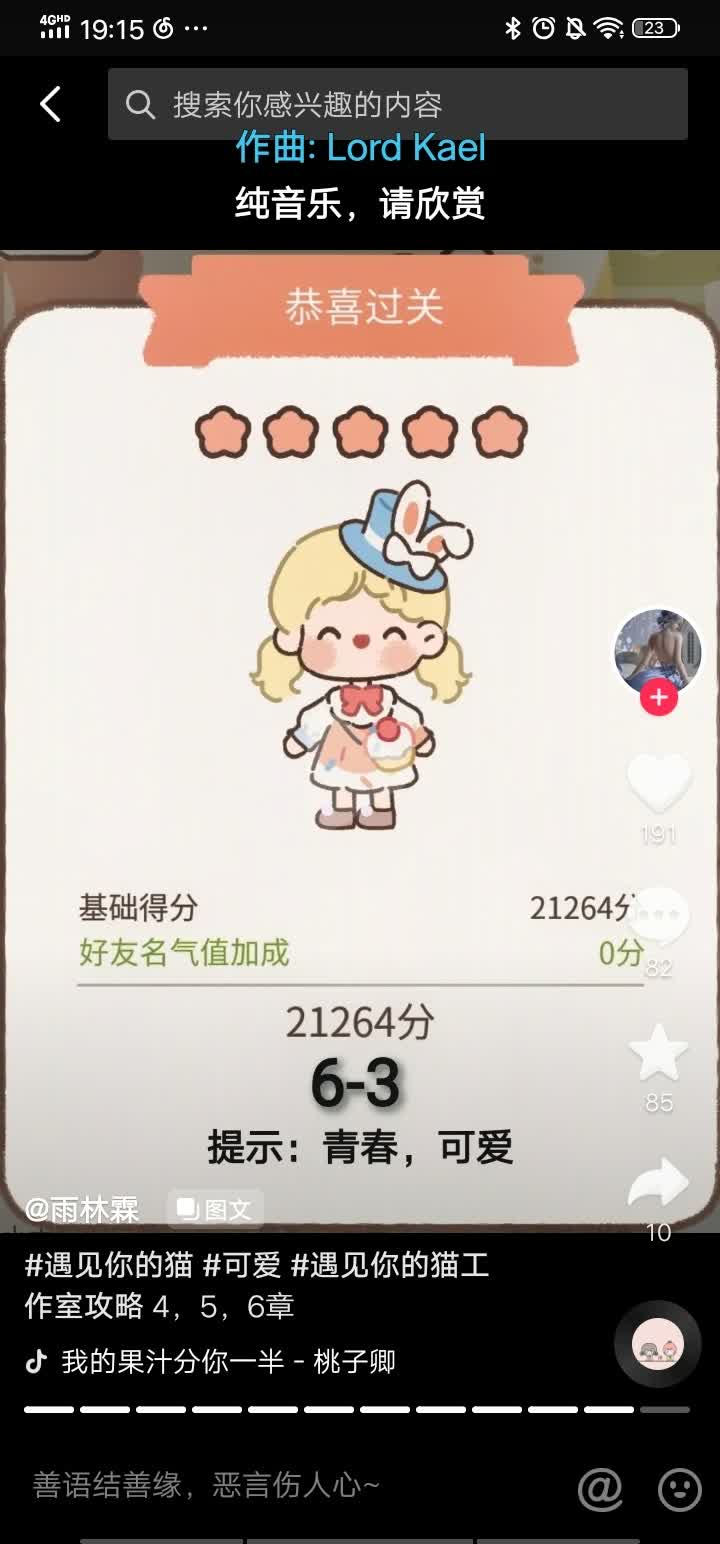 4GHD 19:15 ... 23
搜索你感兴趣的内容
作曲: Lord Kael
纯音乐，请欣赏
恭喜过关
191
基础得分 21264分
82
好友名气值加成 0分
21264分
6-3
85
提示：青春，可爱
@雨林霖 图文
10
#遇见你的猫 #可爱 #遇见你的猫工
作室攻略 4，5，6章
我的果汁分你一半 - 桃子卿
善语结善缘，恶言伤人心~